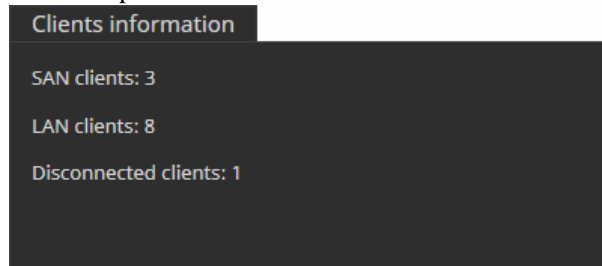 Clients information
SAN clients: 3
LAN clients: 8
Disconnected clients: 1